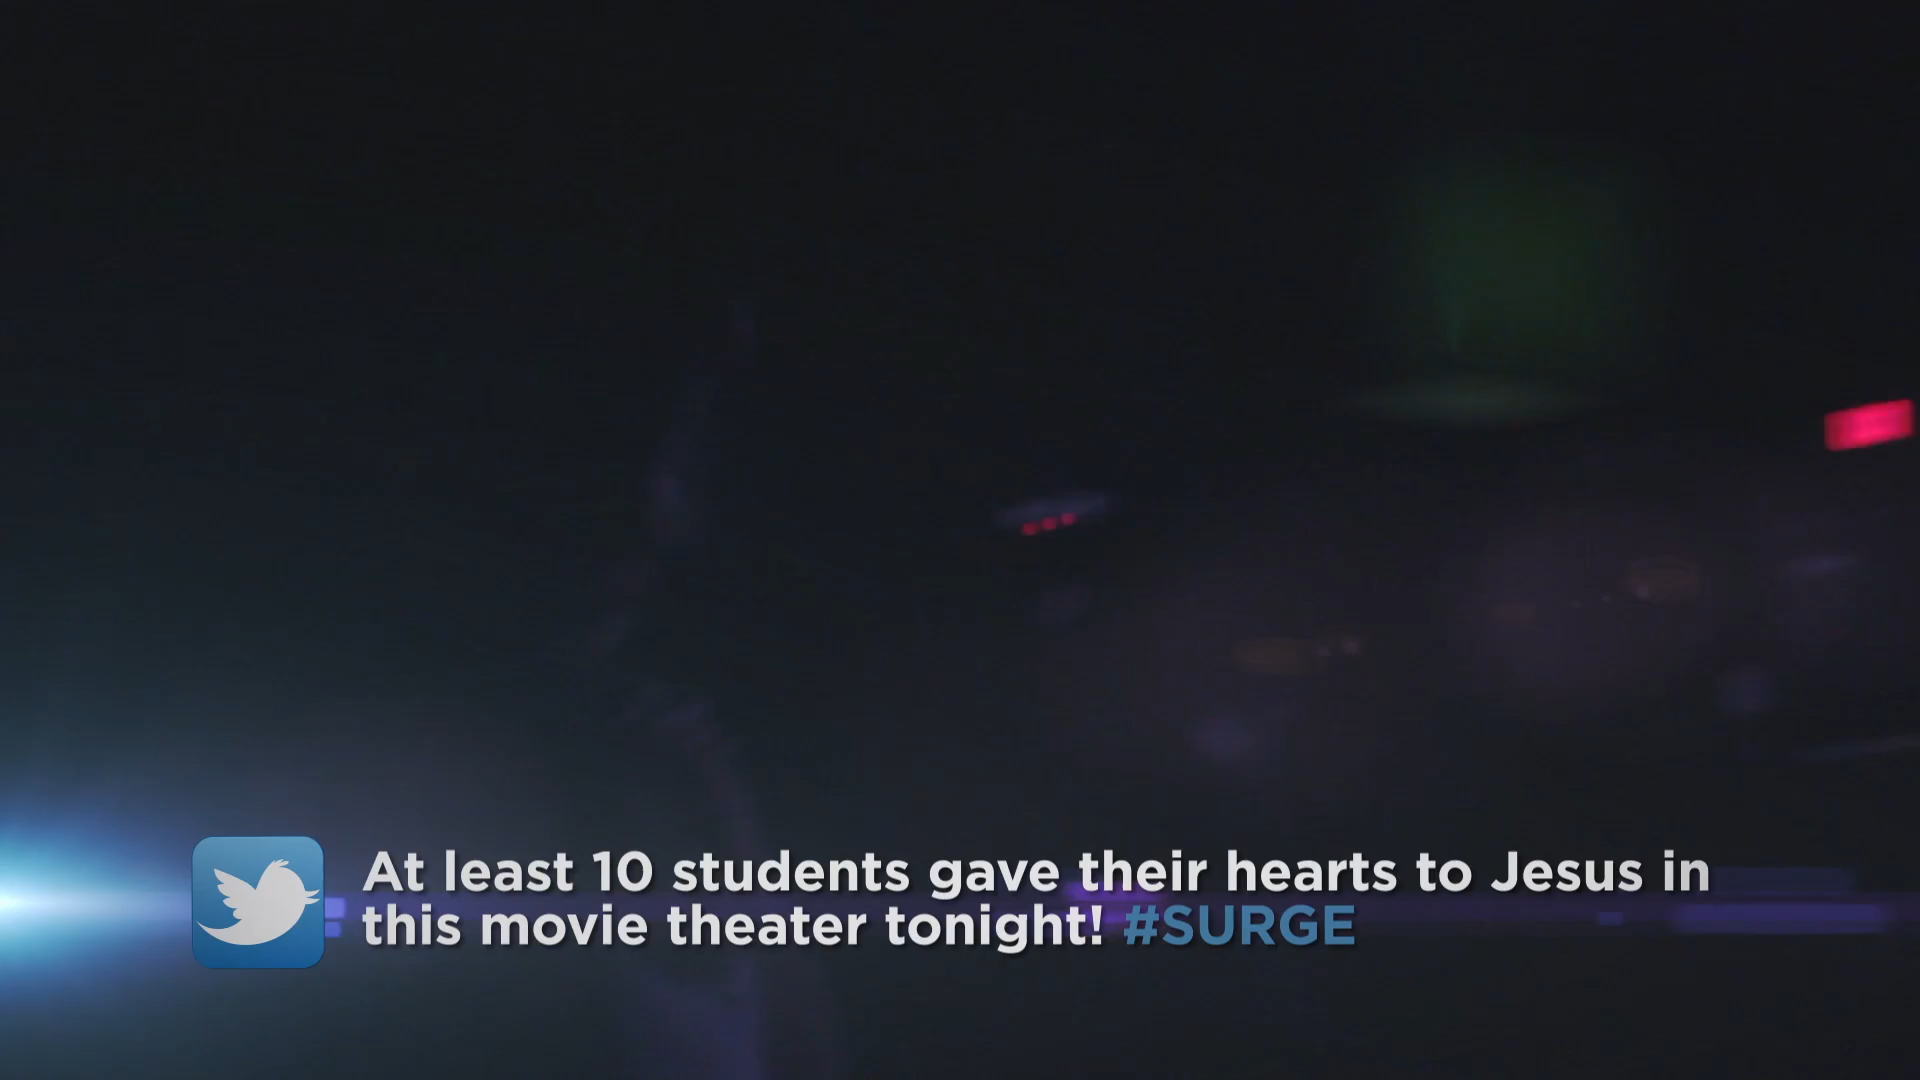 At least 10 students gave their hearts to Jesus in
this movie theater tonight! #SURGE